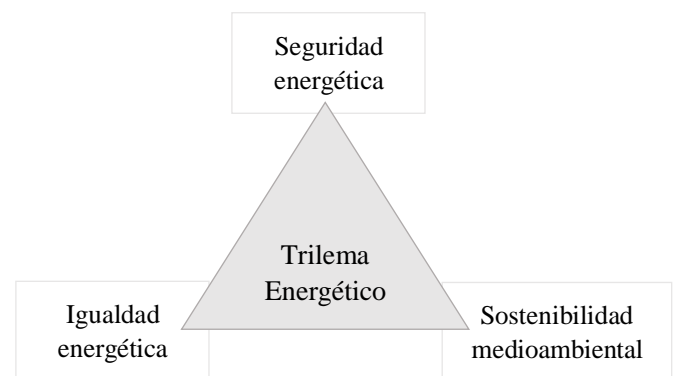 Seguridad
energética
Trilema
Energético
Igualdad
energética
Sostenibilidad
medioambiental